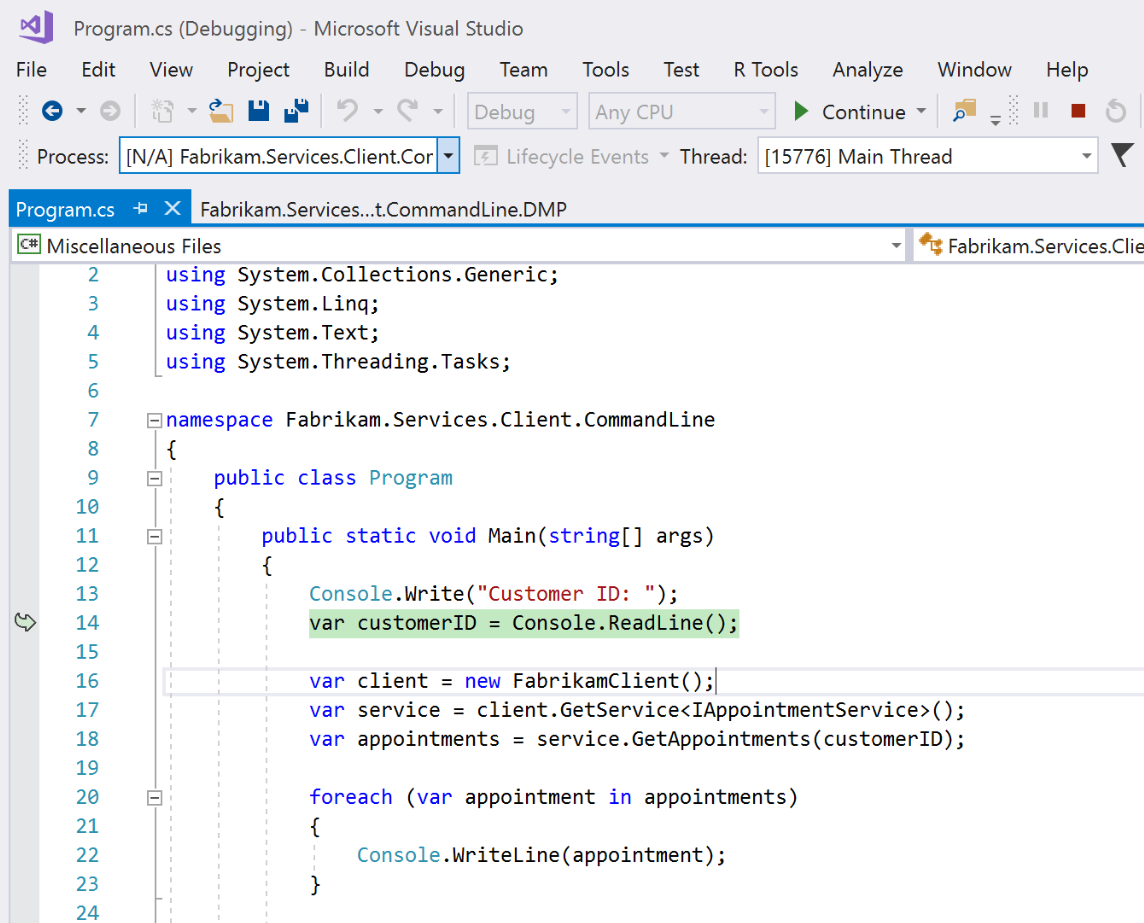 Program.cs (Debugging) - Microsoft Visual Studio
File Edit View Project Build Debug Team Tools Test R Tools Analyze Window Help
Debug Any CPU Continue
Process: [N/A] Fabrikam.Services.Client.Cor Lifecycle Events Thread: [15776] Main Thread
Program.cs Fabrikam.Services...t.CommandLine.DMP
C# Miscellaneous Files Fabrikam.Services.Clie
2 using System.Collections.Generic;
3 using System.Linq;
4 using System.Text;
5 using System.Threading.Tasks;
6
7 namespace Fabrikam.Services.Client.CommandLine
8 {
9 public class Program
10 {
11 public static void Main(string[] args)
12 {
13 Console.Write("Customer ID: ");
14 var customerID = Console.ReadLine();
15
16 var client = new FabrikamClient();
17 var service = client.GetService<IAppointmentService>();
18 var appointments = service.GetAppointments(customerID);
19
20 foreach (var appointment in appointments)
21 {
22 Console.WriteLine(appointment);
23 }
24